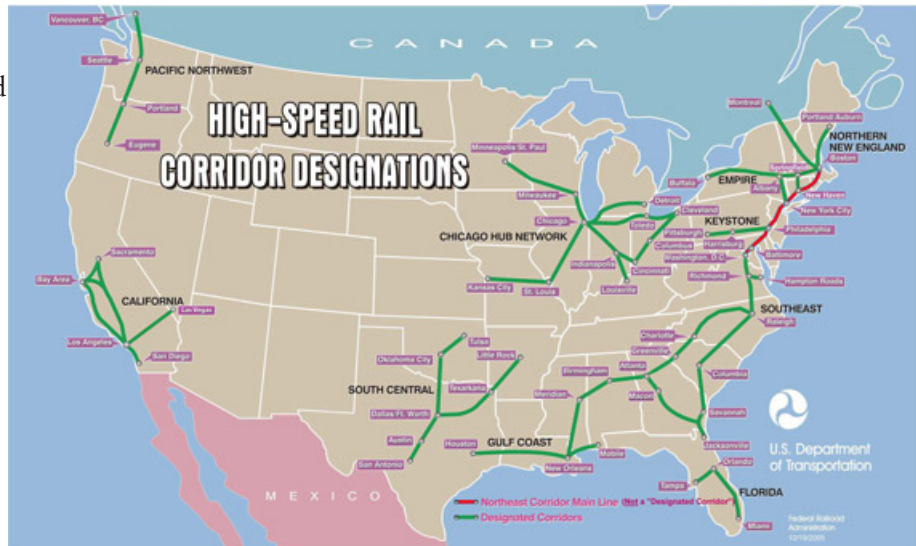 d
CANADA
Vancouver, BC
Seattle
PACIFIC NORTHWEST
Portland
Eugene
HIGH-SPEED RAIL
CORRIDOR DESIGNATIONS
Minneapolis/St. Paul
Milwaukee
Chicago
CHICAGO HUB NETWORK
Detroit
Toledo
Cleveland
Columbus
Indianapolis
Cincinnati
Louisville
Kansas City
St. Louis
Montreal
Portland/Auburn
NORTHERN
NEW ENGLAND
Boston
Springfield
EMPIRE
Buffalo
Albany
New Haven
New York City
KEYSTONE
Pittsburgh
Harrisburg
Philadelphia
Washington, D.C.
Baltimore
Richmond
Hampton Roads
SOUTHEAST
Raleigh
Charlotte
Greenville
Atlanta
Columbia
Birmingham
Macon
Meridian
Savannah
Jacksonville
Sacramento
Bay Area
CALIFORNIA
Las Vegas
Los Angeles
San Diego
Tulsa
Oklahoma City
Little Rock
SOUTH CENTRAL
Texarkana
Dallas/Ft. Worth
Austin
San Antonio
Houston
GULF COAST
New Orleans
Mobile
Orlando
Tampa
FLORIDA
Miami
MEXICO
Northeast Corridor Main Line (Not a "Designated Corridor")
Designated Corridors
U.S. Department
of Transportation
Federal Railroad
Administration
10/19/2005